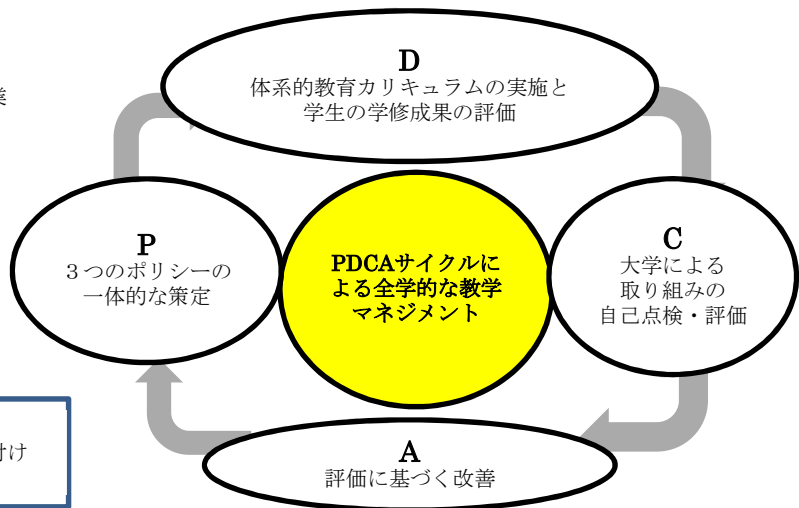 D
体系的教育カリキュラムの実施と
学生の学修成果の評価
業
P
3つのポリシーの
一体的な策定
PDCAサイクルに
よる全学的な教学
マネジメント
C
大学による
取り組みの
自己点検・評価
付け
A
評価に基づく改善